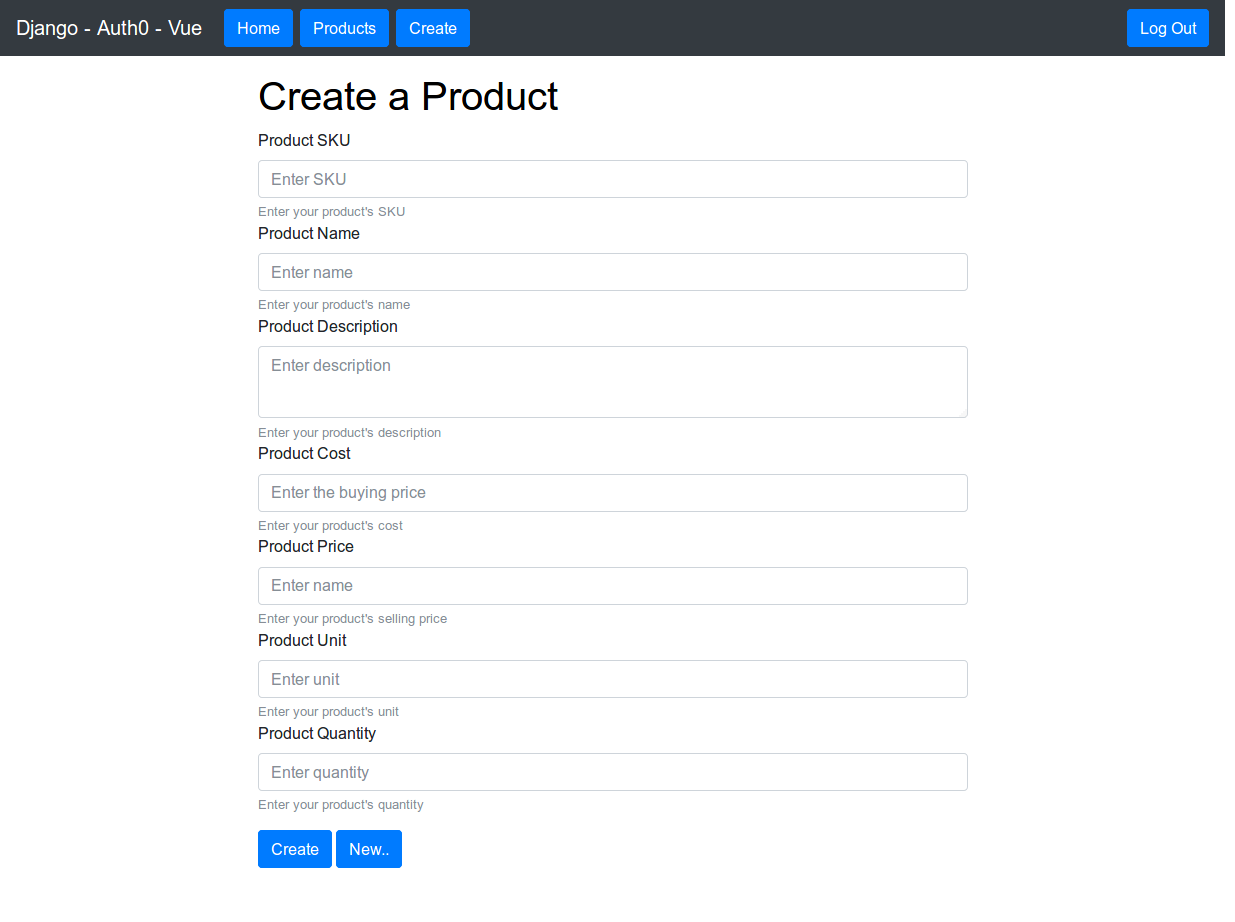 Django - Auth0 - Vue Home Products Create Log Out
Create a Product
Product SKU
Enter SKU
Enter your product's SKU
Product Name
Enter name
Enter your product's name
Product Description
Enter description
Enter your product's description
Product Cost
Enter the buying price
Enter your product's cost
Product Price
Enter name
Enter your product's selling price
Product Unit
Enter unit
Enter your product's unit
Product Quantity
Enter quantity
Enter your product's quantity
Create New..